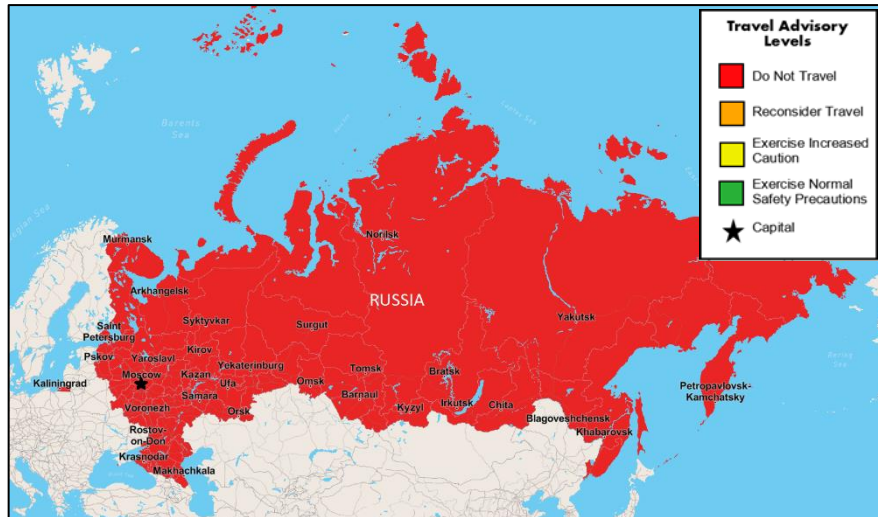 Travel Advisory
Levels
Do Not Travel
Reconsider Travel
Exercise Increased
Caution
Exercise Normal
Safety Precautions
Capital
Barents
Sea
Murmansk
Norilsk
Arkhangelsk
RUSSIA
Syktyvkar
Surgut
Yakutsk
Saint
Petersburg
Pskov
Yaroslavl
Kirov
Yekaterinburg
Tomsk
Bratsk
Moscow
Kazan
Ufa
Omsk
Kaliningrad
Petropavlovsk-
Kamchatsky
Samara
Barnaul
Kyzyl
Irkutsk
Chita
Voronezh
Orsk
Blagoveshchensk
Khabarovsk
Rostov-
on-Don
Krasnodar
Makhachkala